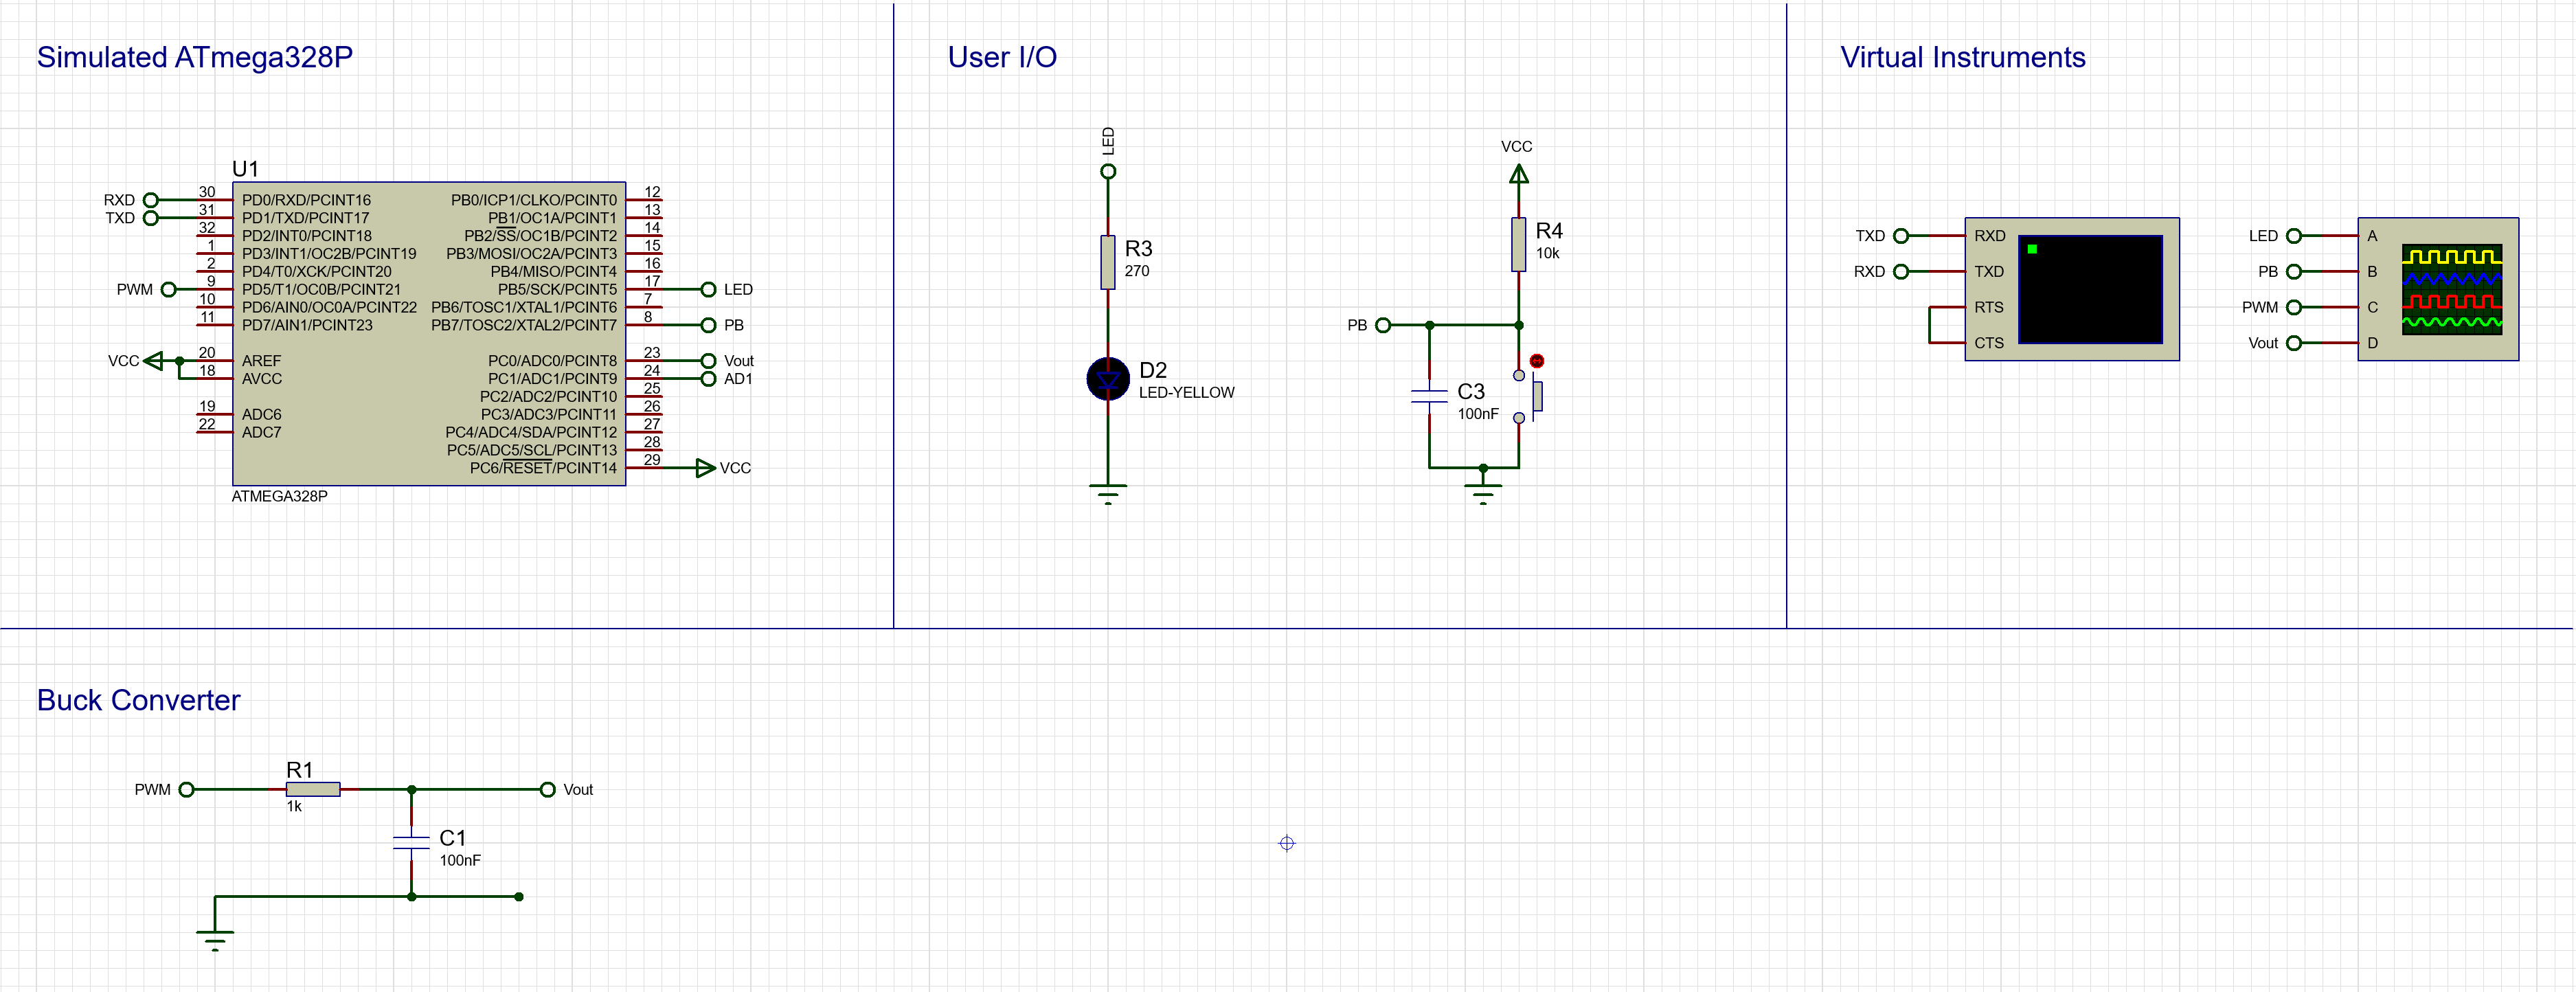 Simulated ATmega328P
U1
RXD
TXD
PWM
VCC
30
31
32
1
2
9
10
11
20
18
19
22
PD0/RXD/PCINT16
PD1/TXD/PCINT17
PD2/INT0/PCINT18
PD3/INT1/OC2B/PCINT19
PD4/T0/XCK/PCINT20
PD5/T1/OC0B/PCINT21
PD6/AIN0/OC0A/PCINT22
PD7/AIN1/PCINT23
AREF
AVCC
ADC6
ADC7
PB0/ICP1/CLKO/PCINT0
PB1/OC1A/PCINT1
PB2/SS/OC1B/PCINT2
PB3/MOSI/OC2A/PCINT3
PB4/MISO/PCINT4
PB5/SCK/PCINT5
PB6/TOSC1/XTAL1/PCINT6
PB7/TOSC2/XTAL2/PCINT7
PC0/ADC0/PCINT8
PC1/ADC1/PCINT9
PC2/ADC2/PCINT10
PC3/ADC3/PCINT11
PC4/ADC4/SDA/PCINT12
PC5/ADC5/SCL/PCINT13
PC6/RESET/PCINT14
12
13
14
15
16
17
7
8
23
24
25
26
27
28
29
LED
PB
Vout
AD1
VCC
ATMEGA328P
User I/O
LED
R3
270
D2
LED-YELLOW
VCC
R4
10k
PB
C3
100nF
Virtual Instruments
TXD
RXD
RXD
TXD
RTS
CTS
LED
PB
PWM
Vout
A
B
C
D
Buck Converter
PWM
R1
1k
Vout
C1
100nF